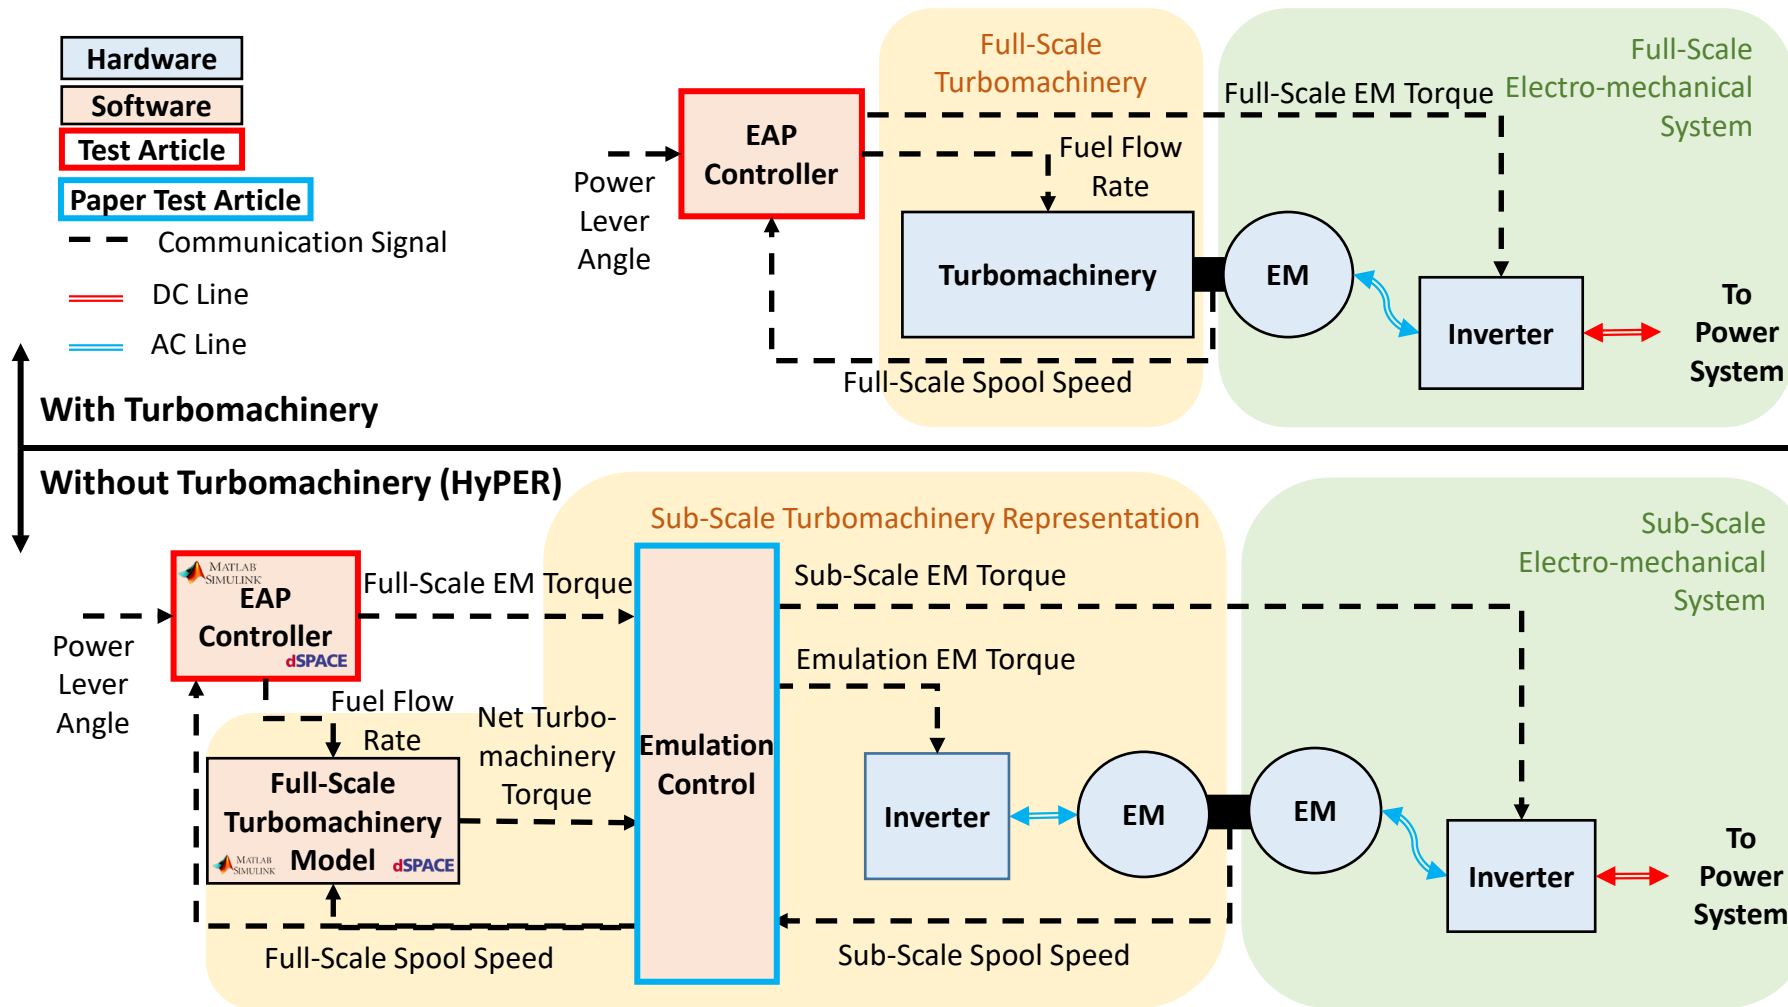 Hardware
Software
Test Article
Paper Test Article
Communication Signal
DC Line
AC Line
With Turbomachinery
Full-Scale
Turbomachinery
Full-Scale
Electro-mechanical
System
Full-Scale EM Torque
EAP
Controller
Fuel Flow
Rate
Power
Lever
Angle
Turbomachinery
EM
Inverter
To
Power
System
Full-Scale Spool Speed
Without Turbomachinery (HyPER)
Sub-Scale Turbomachinery Representation
Sub-Scale
Electro-mechanical
System
MATLAB
SIMULINK
EAP
Controller
dSPACE
Full-Scale EM Torque
Sub-Scale EM Torque
Power
Lever
Angle
Emulation EM Torque
Fuel Flow
Rate
Net Turbo-
machinery
Torque
Emulation
Control
Full-Scale
Turbomachinery
Model
MATLAB
SIMULINK
dSPACE
Inverter
EM
EM
Inverter
To
Power
System
Full-Scale Spool Speed
Sub-Scale Spool Speed